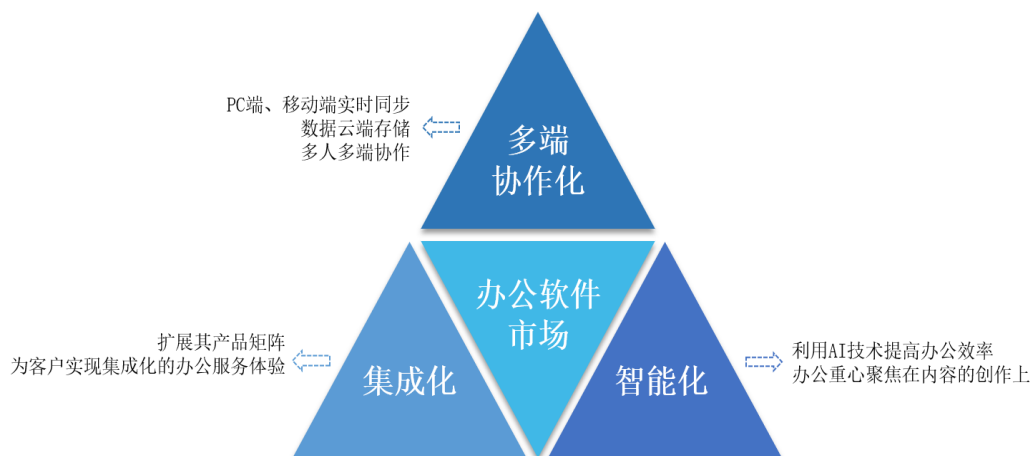 PC端、移动端实时同步
数据云端存储
多人多端协作
多端
协作化
办公软件
市场
扩展其产品矩阵
为客户实现集成化的办公服务体验
集成化
智能化
利用AI技术提高办公效率
办公重心聚焦在内容的创作上